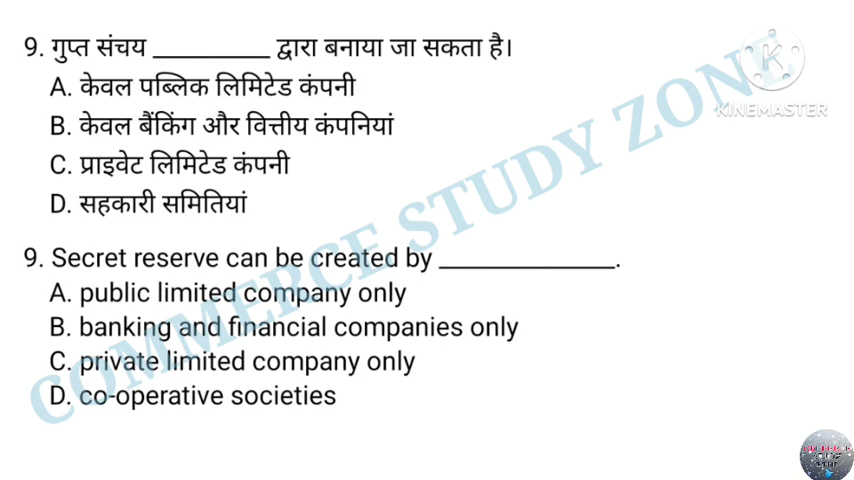 9. गुप्त संचय __________ द्वारा बनाया जा सकता है।
A. केवल पब्लिक लिमिटेड कंपनी
B. केवल बैंकिंग और वित्तीय कंपनियां
C. प्राइवेट लिमिटेड कंपनी
D. सहकारी समितियां
9. Secret reserve can be created by _______________.
A. public limited company only
B. banking and financial companies only
C. private limited company only
D. co-operative societies
COMMERCE STUDY ZONE
K
KINEMASTER